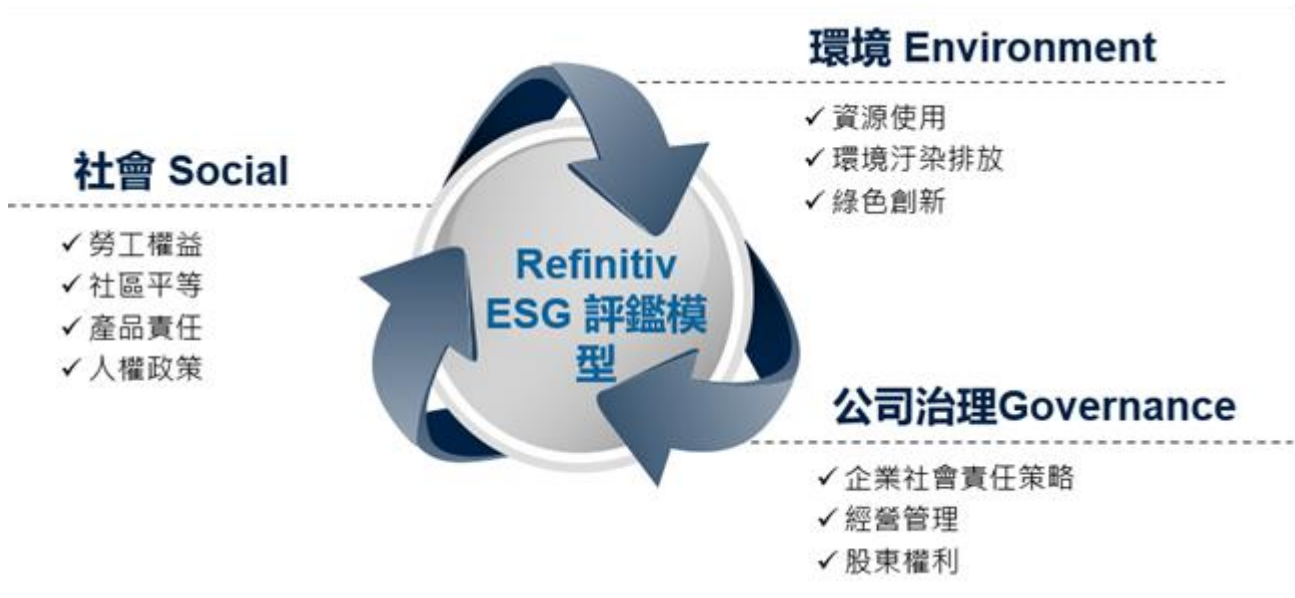 環境 Environment
✓資源使用
✓環境汙染排放
✓綠色創新
社會 Social
✓勞工權益
✓社區平等
✓產品責任
✓人權政策
Refinitiv
ESG 評鑑模
型
公司治理Governance
✓企業社會責任策略
✓經營管理
✓股東權利